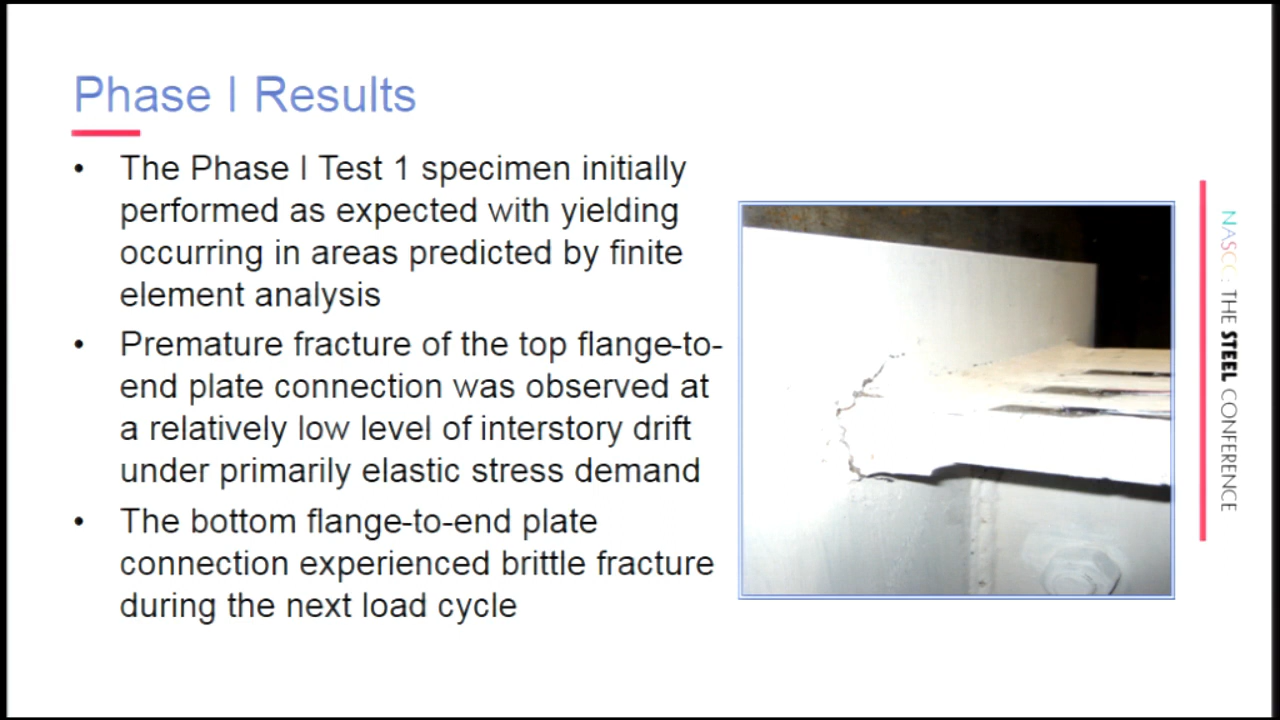 Phase I Results
• The Phase I Test 1 specimen initially
performed as expected with yielding
occurring in areas predicted by finite
element analysis
• Premature fracture of the top flange-to-
end plate connection was observed at
a relatively low level of interstory drift
under primarily elastic stress demand
• The bottom flange-to-end plate
connection experienced brittle fracture
during the next load cycle
NASCC: THE STEEL CONFERENCE